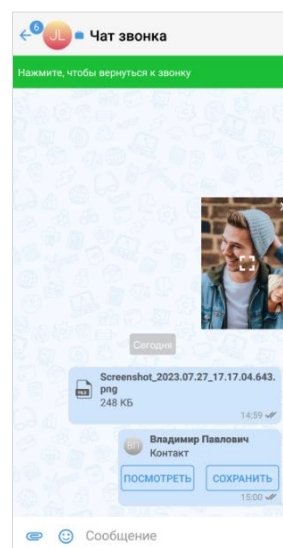 6
JL Чат звонка
Нажмите, чтобы вернуться к звонку
Сегодня
Screenshot_2023.07.27_17.17.04.643.
png
248 КБ
14:59
ВП Владимир Павлович
Контакт
ПОСМОТРЕТЬ СОХРАНИТЬ
15:00
Сообщение